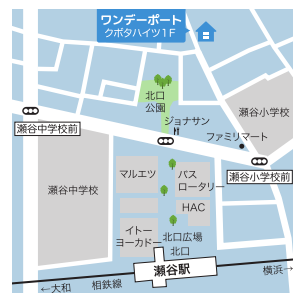 ワンデーポート
クボタハイツ1F
北口
公園
ジョナサン
瀬谷小学校
瀬谷中学校前
ファミリマート
マルエツ
バス
ロータリー
瀬谷小学校前
瀬谷中学校
HAC
イトー
ヨーカドー
北口広場
北口
瀬谷駅
横浜→
←大和
相鉄線